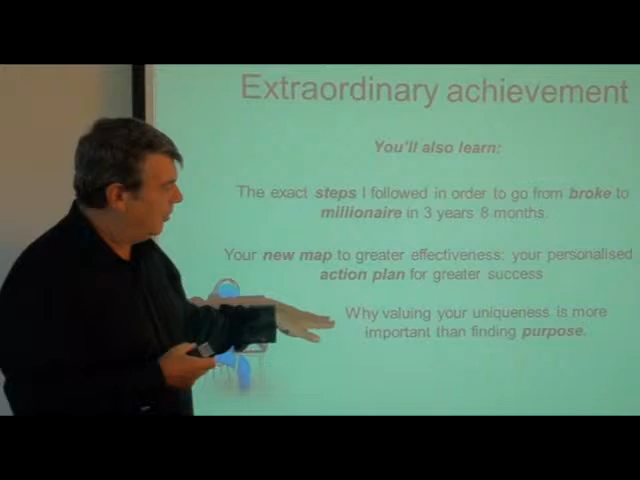 Extraordinary achievement
You'll also learn:
The exact steps I followed in order to go from broke to
millionaire in 3 years 8 months.
Your new map to greater effectiveness: your personalised
action plan for greater success
Why valuing your uniqueness is more
important than finding purpose.